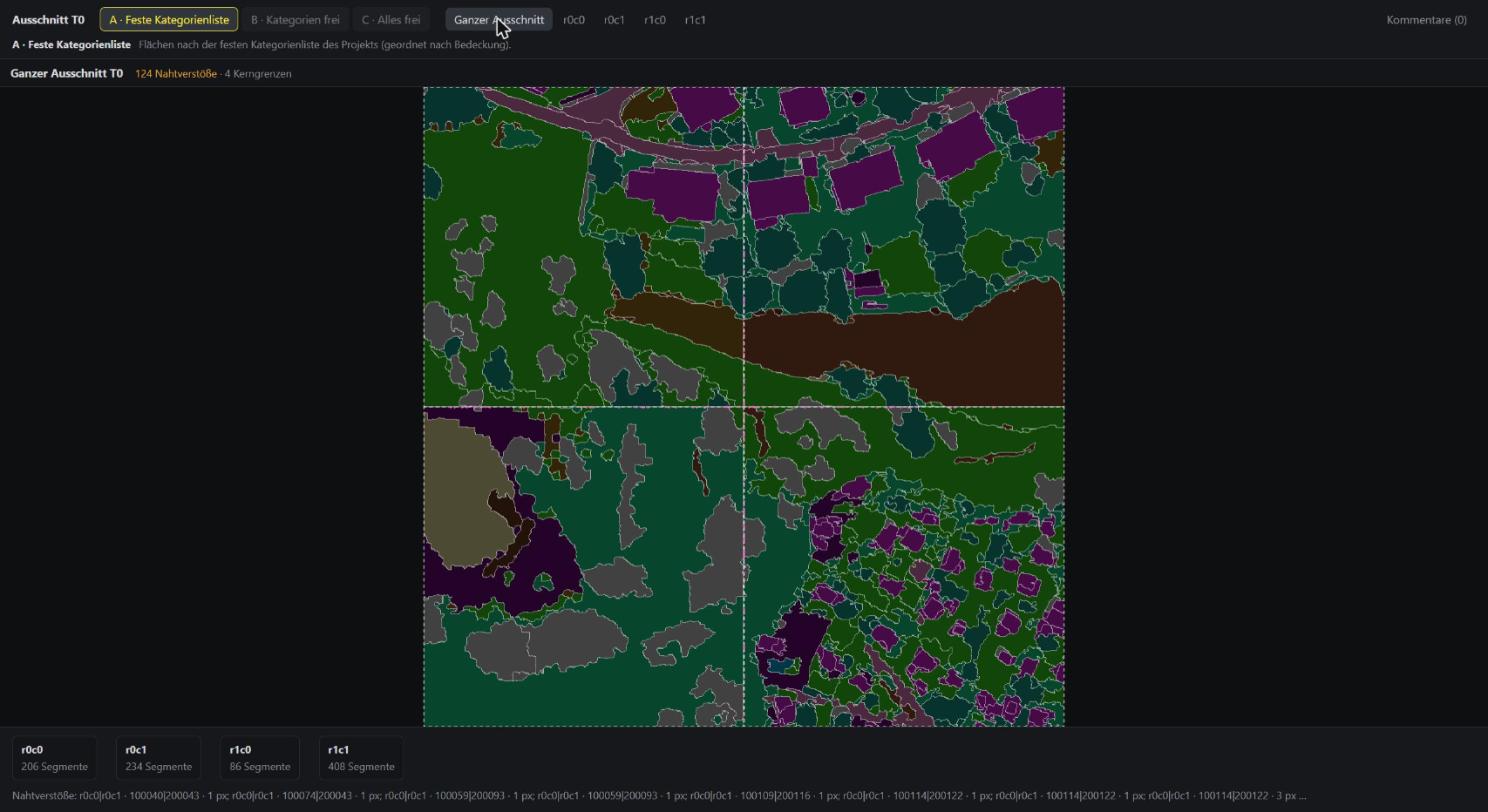 Ausschnitt T0 A · Feste Kategorienliste B · Kategorien frei C · Alles frei Ganzer Ausschnitt r0c0 r0c1 r1c0 r1c1 Kommentare (0)
A · Feste Kategorienliste Flächen nach der festen Kategorienliste des Projekts (geordnet nach Bedeckung).
Ganzer Ausschnitt T0 124 Nahtverstöße · 4 Kerngrenzen
r0c0 r0c1 r1c0 r1c1
206 Segmente 234 Segmente 86 Segmente 408 Segmente
Nahtverstöße: r0c0|r0c1 · 100040|200043 · 1 px; r0c0|r0c1 · 100074|200043 · 1 px; r0c0|r0c1 · 100059|200093 · 1 px; r0c0|r0c1 · 100059|200093 · 1 px; r0c0|r0c1 · 100109|200116 · 1 px; r0c0|r0c1 · 100114|200122 · 1 px; r0c0|r0c1 · 100114|200122 · 1 px; r0c0|r0c1 · 100114|200122 · 3 px ...